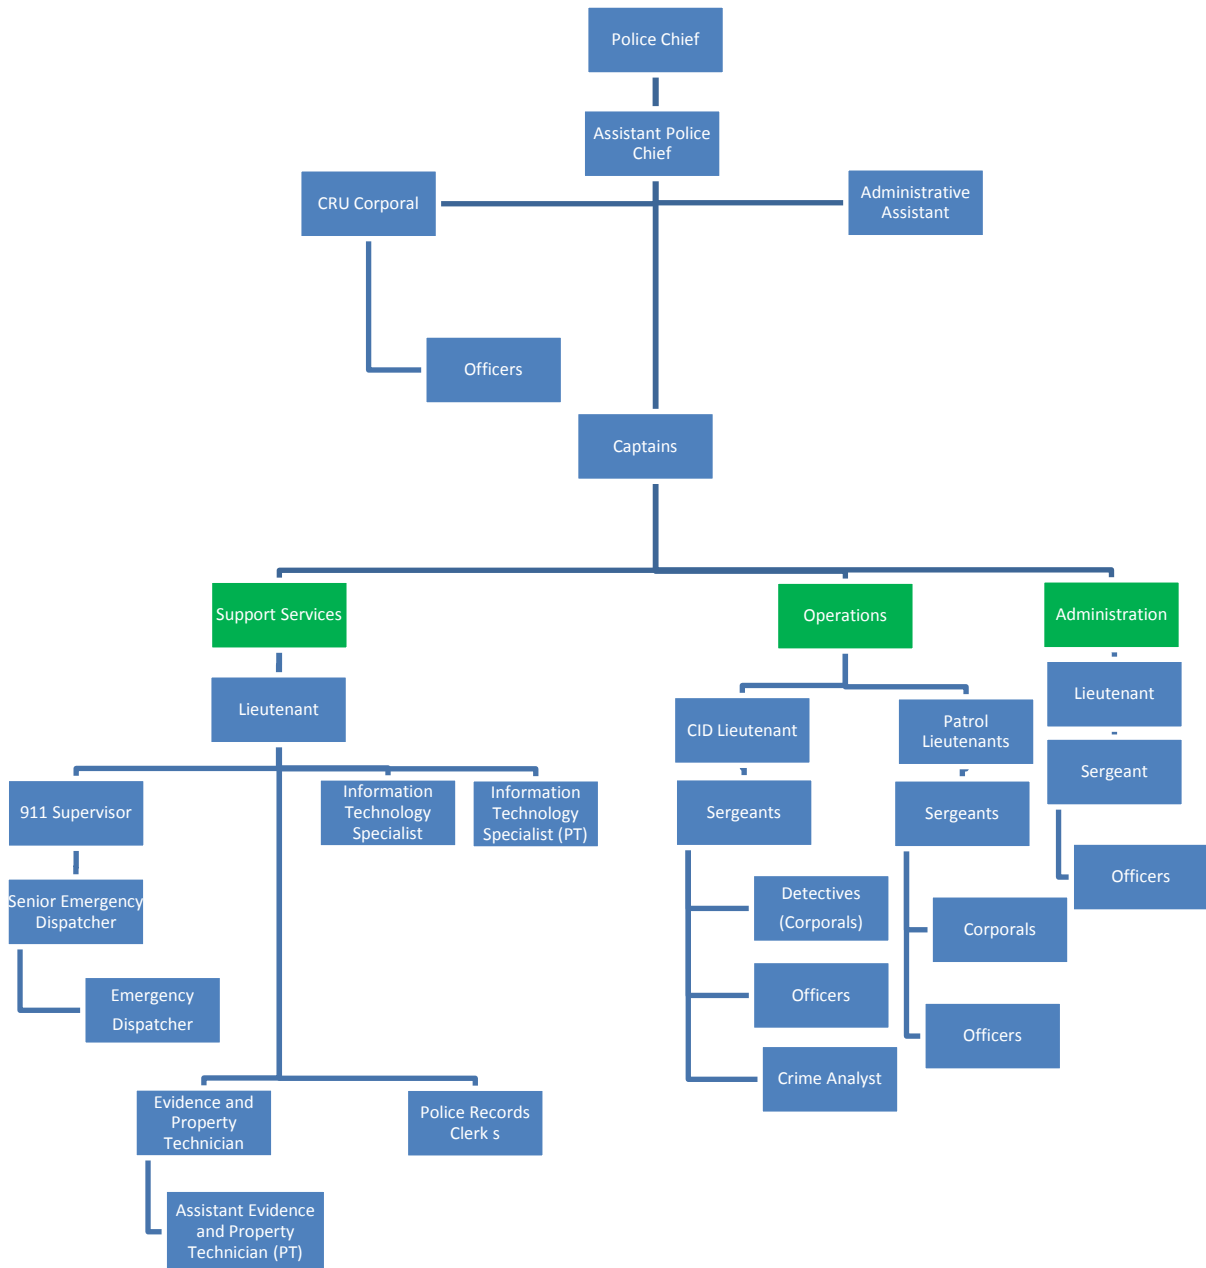 Police Chief
Assistant Police
Chief
CRU Corporal
Administrative
Assistant
Officers
Captains
Support Services
Operations
Administration
Lieutenant
CID Lieutenant
Patrol
Lieutenants
Lieutenant
Sergeant
911 Supervisor
Information
Technology
Specialist
Information
Technology
Specialist (PT)
Sergeants
Sergeants
Officers
Senior Emergency
Dispatcher
Detectives
(Corporals)
Corporals
Emergency
Dispatcher
Officers
Officers
Crime Analyst
Evidence and
Property
Technician
Police Records
Clerk s
Assistant Evidence
and Property
Technician (PT)